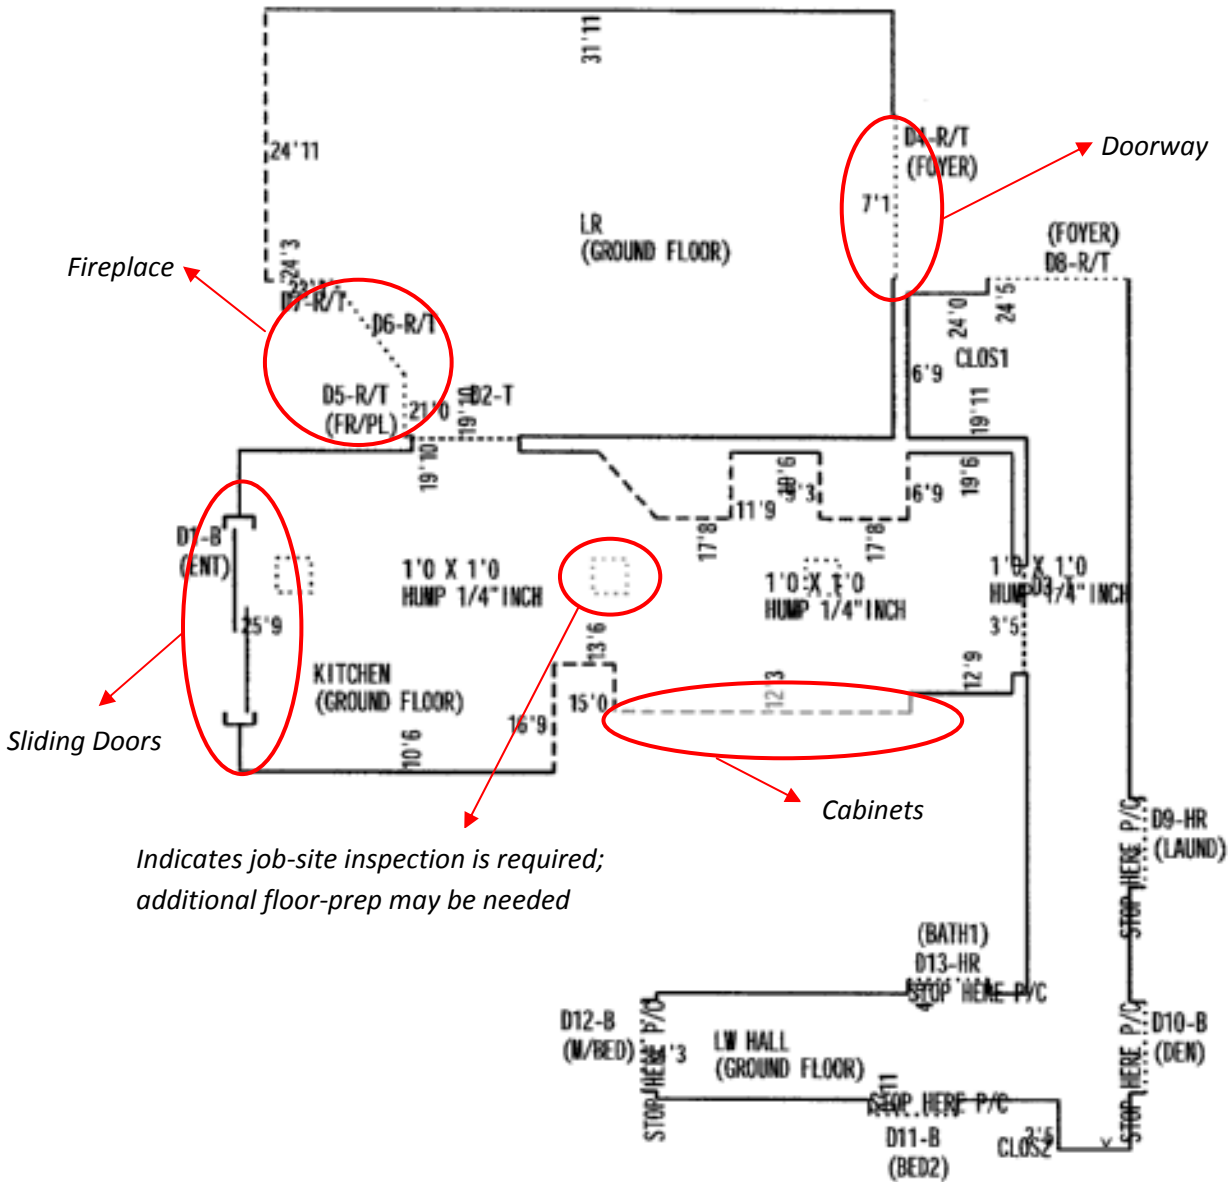 31'11
24'11
D4-R/T
(FOYER)
Doorway
7'1
LR
(GROUND FLOOR)
(FOYER)
D8-R/T
Fireplace
24'3
D7-R/T
D6-R/T
24'0
24'5
CLOS1
6'9
D5-R/T
(FR/PL)
21'0
19'10
D2-T
19'11
19'10
11'9
17'8
17'8
6'9
19'6
D1-B
(ENT)
1'0 X 1'0
HUMP 1/4"INCH
1'0 X 1'0
HUMP 1/4"INCH
1'0 X 1'0
HUMP 1/4"INCH
D3-T
25'9
13'6
3'5
KITCHEN
(GROUND FLOOR)
12'3
12'9
15'0
16'9
Sliding Doors
10'6
Cabinets
Indicates job-site inspection is required;
additional floor-prep may be needed
STOP HERE P/C
D9-HR
(LAUND)
(BATH1)
D13-HR
STOP HERE P/C
D12-B
(M/BED)
STOP HERE P/C
LW HALL
(GROUND FLOOR)
STOP HERE P/C
D10-B
(DEN)
STOP HERE P/C
D11-B
(BED2)
CLOS2